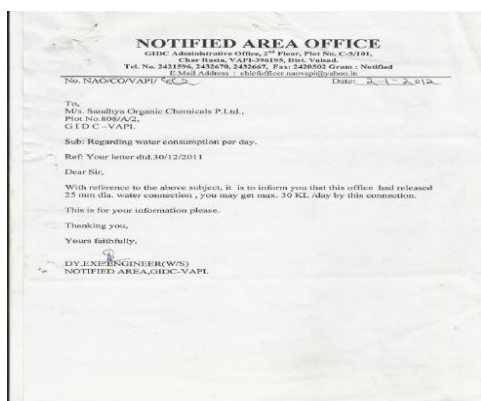 NOTIFIED AREA OFFICE
GIDC Administrative Office, 2nd Floor, Plot No. C-5/101,
Char Rasta, VAPI-396195, Dist. Valsad.
Tel. No. 2421596, 2432670, 2432667, Fax: 2420502 Gram : Notified
E.Mail Address : chiefofficer.naovapi@yahoo.in
No. NAO/CO/VAPI/ Date: 2-1-2012
To,
M/s. Sandhya Organic Chemicals P.Ltd.,
Plot No.808/A/2,
G I D C -VAPI.
Sub: Regarding water consumption per day.
Ref: Your letter dtd.30/12/2011
Dear Sir,
With reference to the above subject, it is to inform you that this office had released
25 mm dia. water connection , you may get max. 30 KL /day by this connection.
This is for your information please.
Thanking you,
Yours faithfully,
DY.EXE.ENGINEER(W/S)
NOTIFIED AREA,GIDC-VAPI.